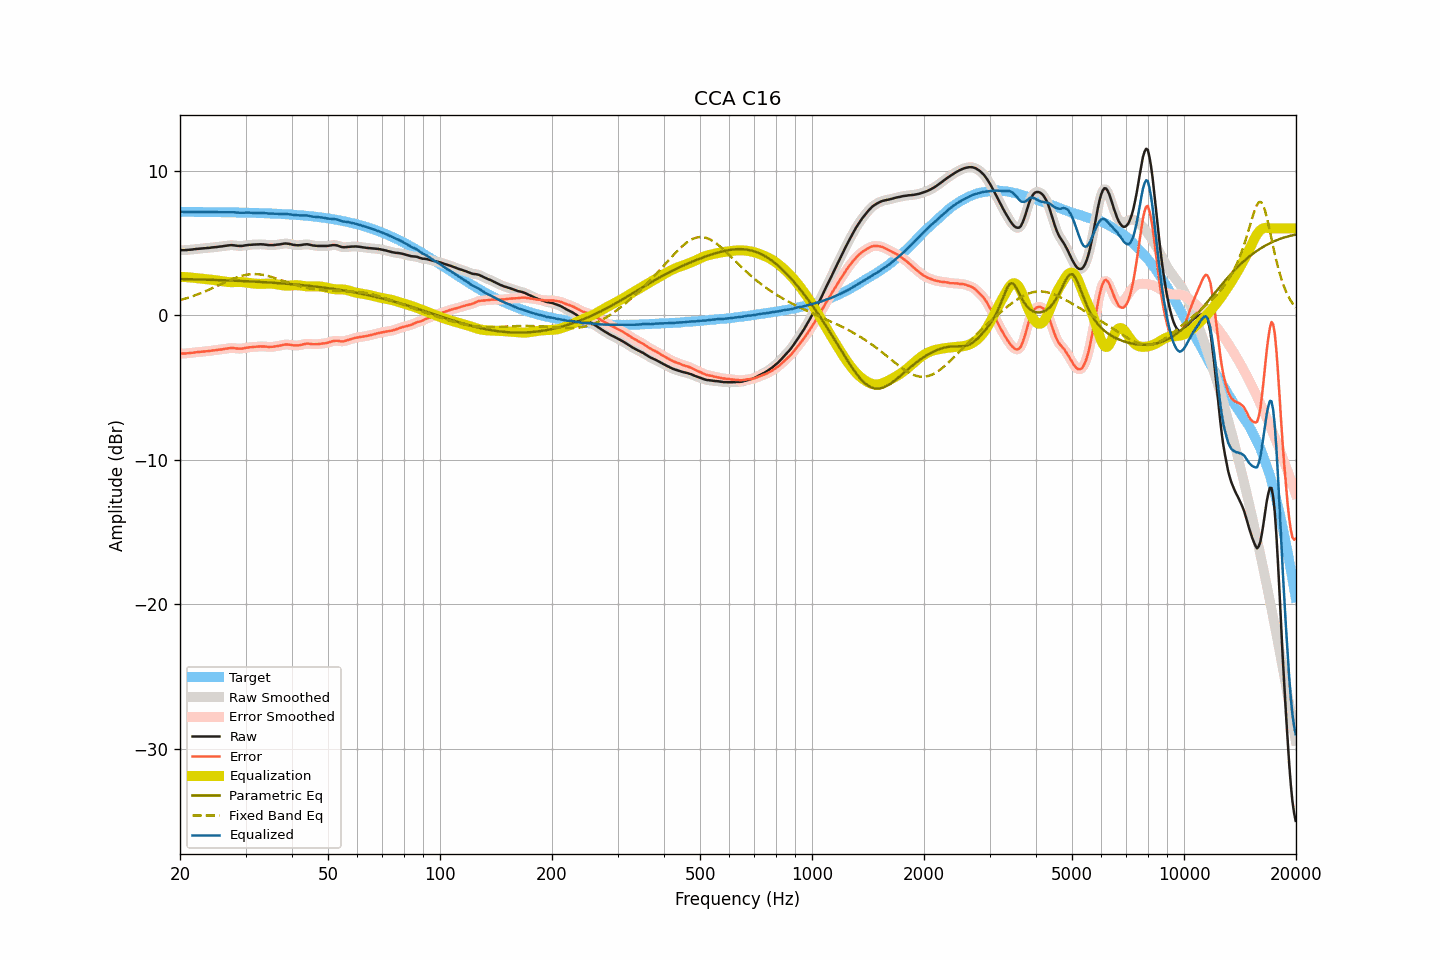 CCA C16
Amplitude (dBr)
10
0
−10
−20
−30
Target
Raw Smoothed
Error Smoothed
Raw
Error
Equalization
Parametric Eq
Fixed Band Eq
Equalized
20 50 100 200 500 1000 2000 5000 10000 20000
Frequency (Hz)